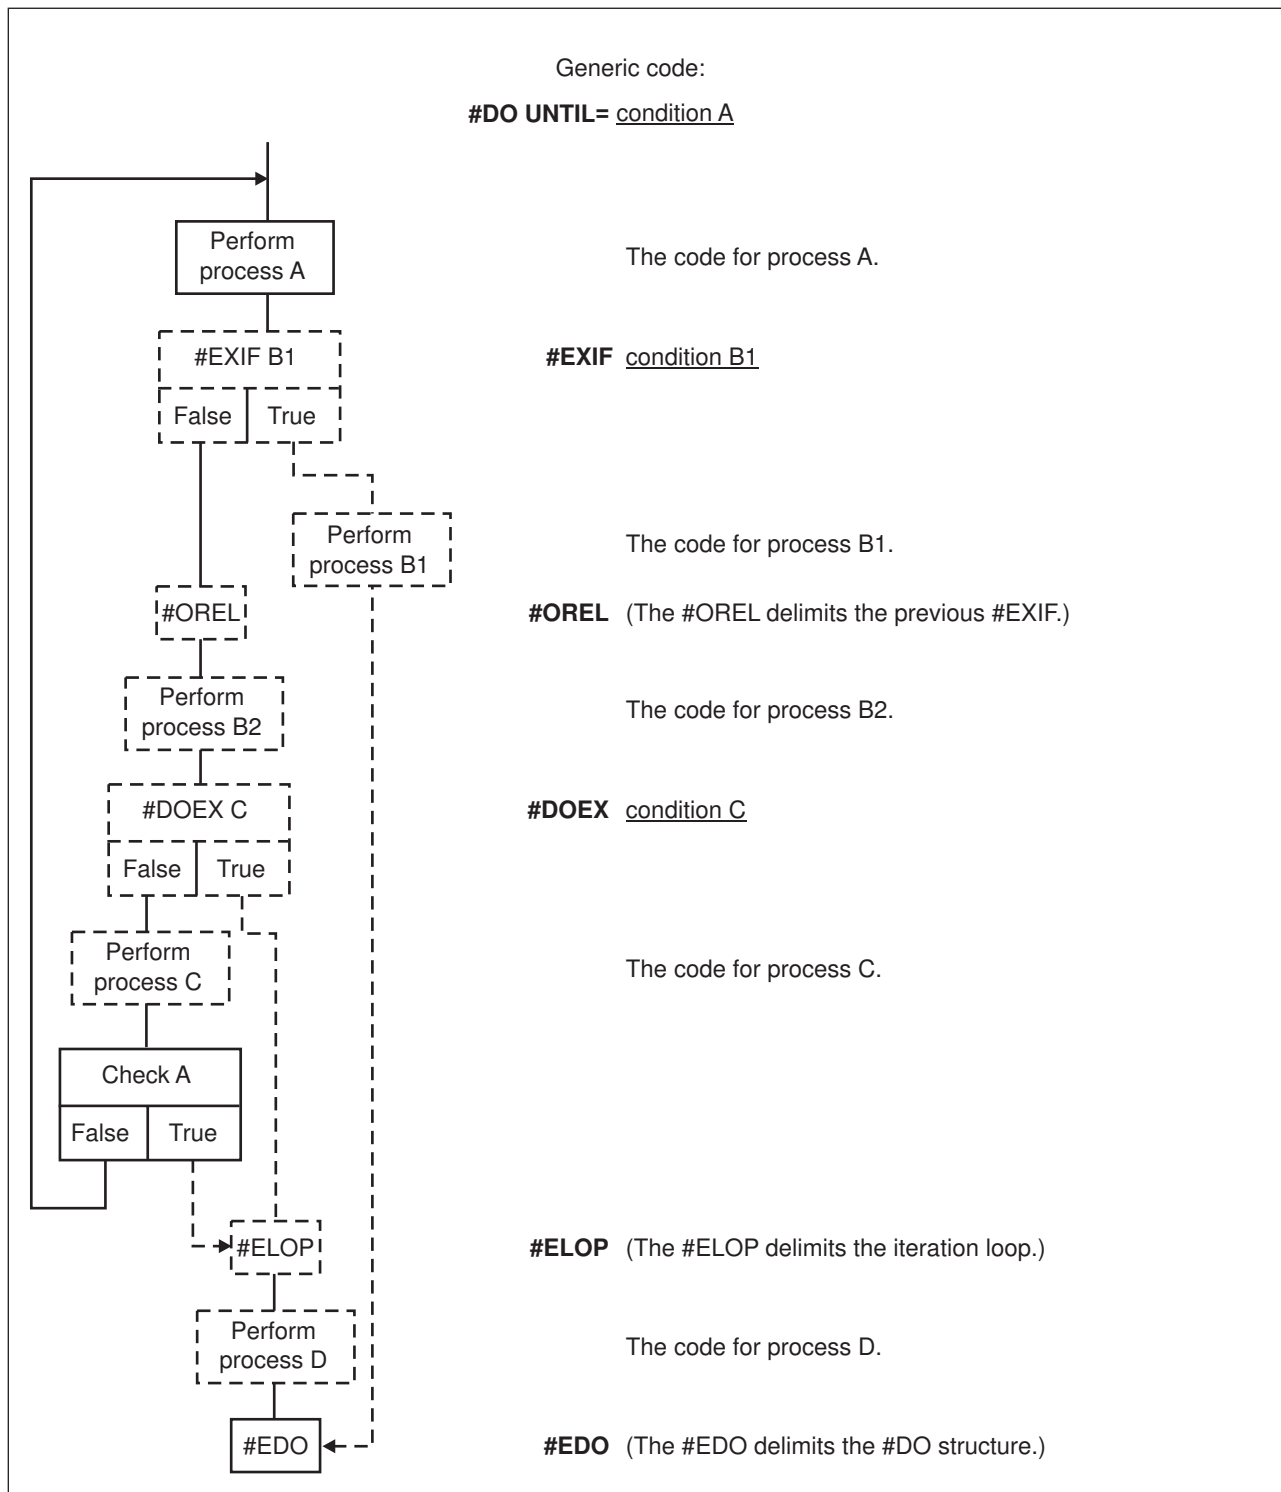 Generic code:
#DO UNTIL= condition A
Perform
process A
The code for process A.
#EXIF B1
#EXIF condition B1
False
True
Perform
process B1
The code for process B1.
#OREL
#OREL (The #OREL delimits the previous #EXIF.)
Perform
process B2
The code for process B2.
#DOEX C
#DOEX condition C
False
True
Perform
process C
The code for process C.
Check A
False
True
#ELOP
#ELOP (The #ELOP delimits the iteration loop.)
Perform
process D
The code for process D.
#EDO
#EDO (The #EDO delimits the #DO structure.)